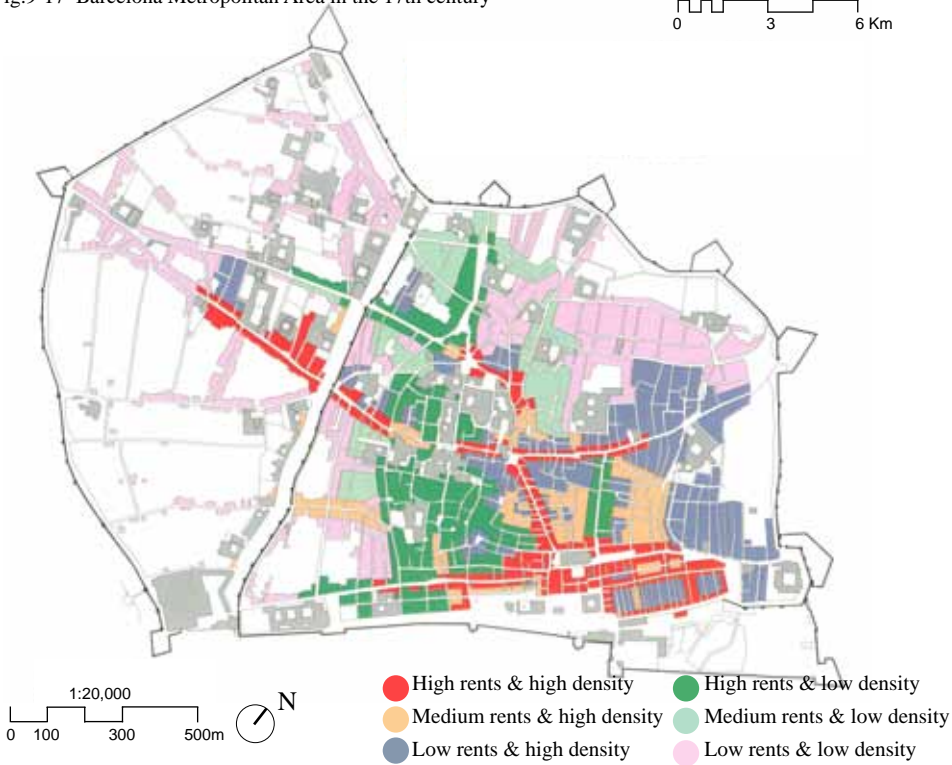 Barcelona Metropolitan Area in the 17th century
0 3 6 Km
1:20,000
0 100 300 500m
N
High rents & high density
High rents & low density
Medium rents & high density
Medium rents & low density
Low rents & high density
Low rents & low density